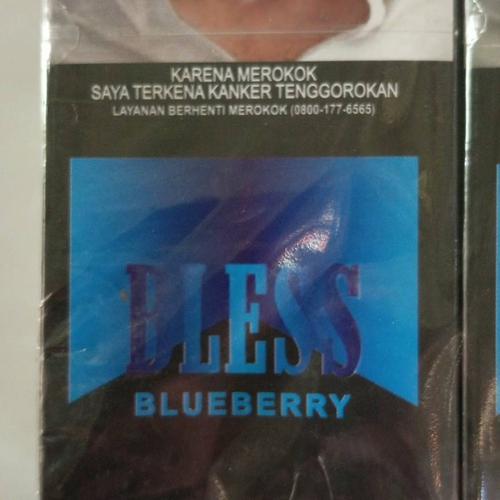 KARENA MEROKOK
SAYA TERKENA KANKER TENGGOROKAN
LAYANAN BERHENTI MEROKOK (0800-177-6565)
BLESS
BLUEBERRY